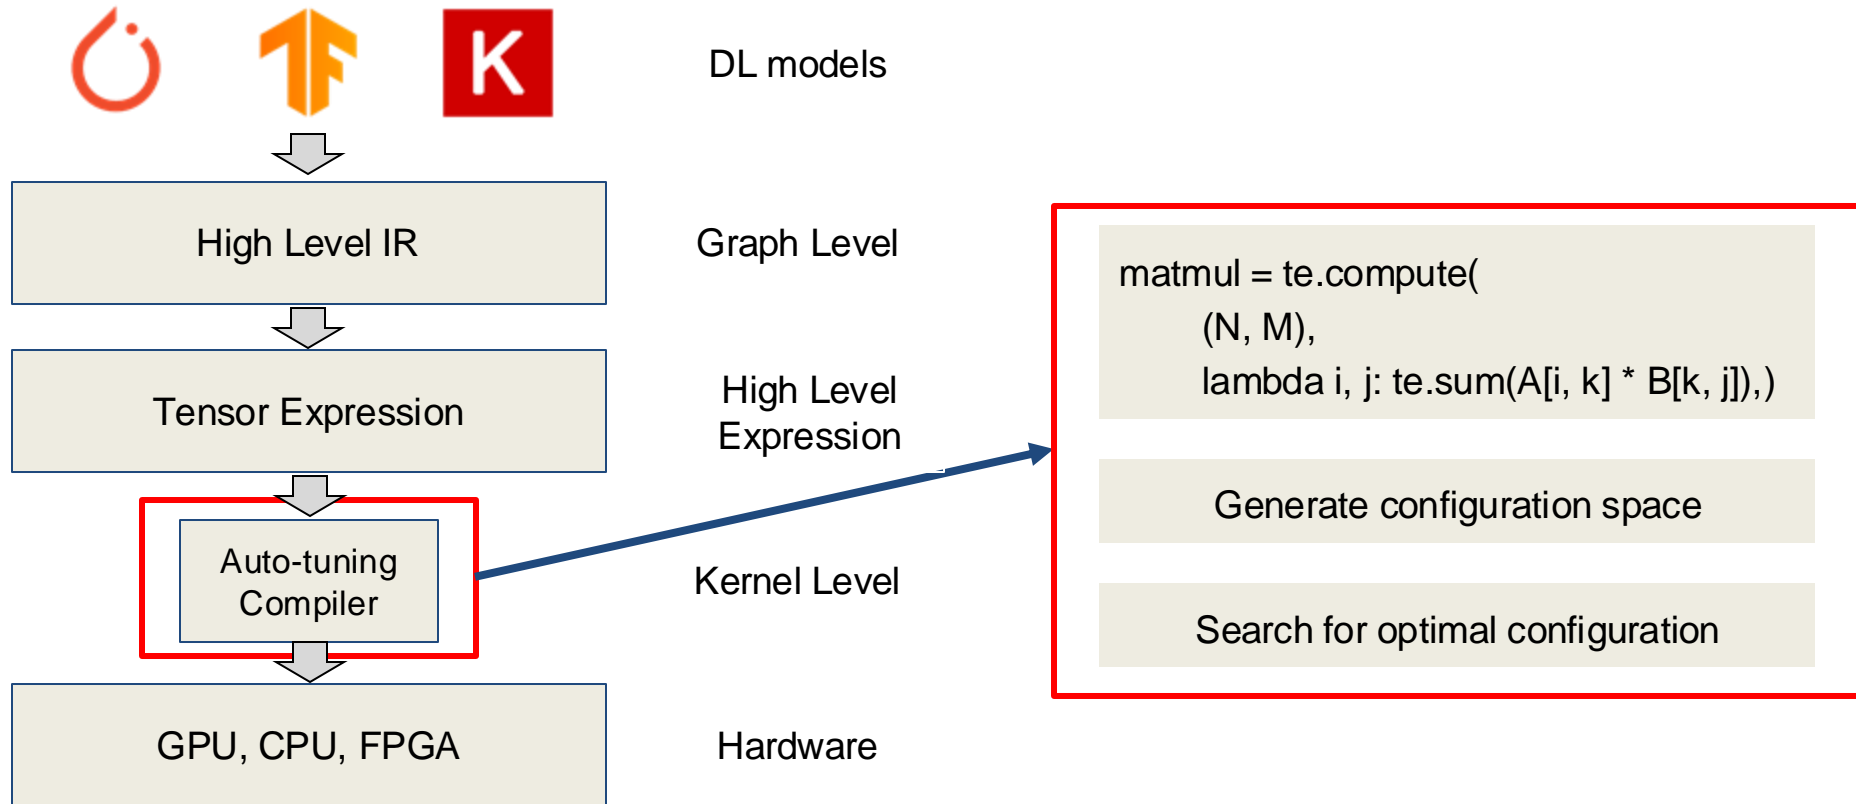 K
DL models
High Level IR
Graph Level
Tensor Expression
High Level
Expression
Auto-tuning
Compiler
Kernel Level
GPU, CPU, FPGA
Hardware
matmul = te.compute(
(N, M),
lambda i, j: te.sum(A[i, k] * B[k, j]),)
Generate configuration space
Search for optimal configuration